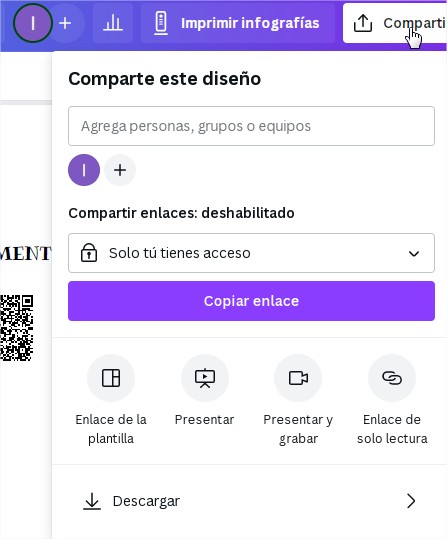 I
Imprimir infografías
Comparti
Comparte este diseño
Agrega personas, grupos o equipos
I
Compartir enlaces: deshabilitado
MENT
Solo tú tienes acceso
Copiar enlace
Enlace de la
plantilla
Presentar
Presentar y
grabar
Enlace de
solo lectura
Descargar